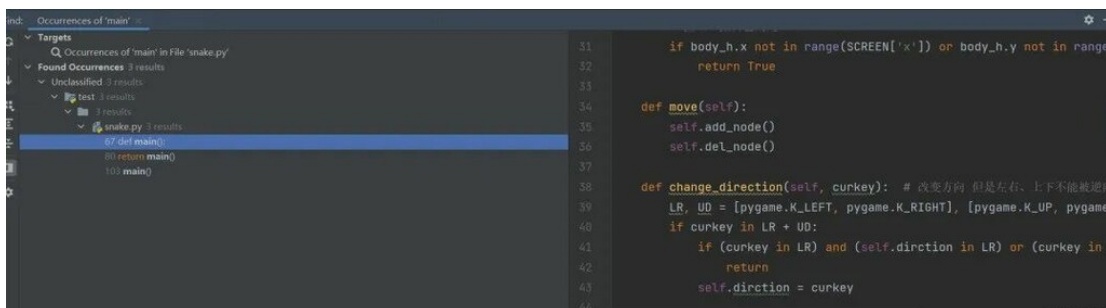 ind: Occurrences of 'main' ×
Targets
Occurrences of 'main' in File 'snake.py'
Found Occurrences 3 results
Unclassified 3 results
test 3 results
3 results
snake.py 3 results
67 def main():
80 return main()
103 main()
31 if body_h.x not in range(SCREEN['x']) or body_h.y not in range
32 return True
33
34 def move(self):
35 self.add_node()
36 self.del_node()
37
38 def change_direction(self, curkey): # 改变方向 但是左右、上下不能被逆向
39 LR, UD = [pygame.K_LEFT, pygame.K_RIGHT], [pygame.K_UP, pygame
40 if curkey in LR + UD:
41 if (curkey in LR) and (self.dirction in LR) or (curkey in
42 return
43 self.dirction = curkey